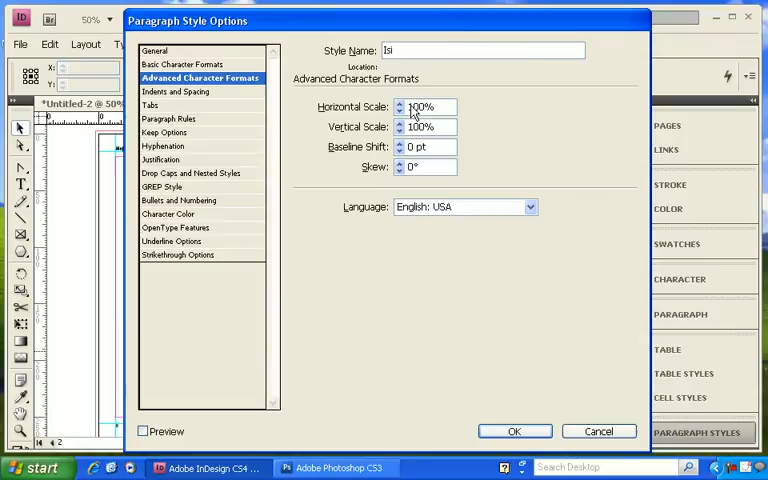 Paragraph Style Options
50%
File
Edit
Layout
X:
Y:
*Untitled-2 @ 50%
0
0
General
Basic Character Formats
Advanced Character Formats
Indents and Spacing
Tabs
Paragraph Rules
Keep Options
Hyphenation
Justification
Drop Caps and Nested Styles
GREP Style
Bullets and Numbering
Character Color
OpenType Features
Underline Options
Strikethrough Options
Style Name: Isi
Location:
Advanced Character Formats
Horizontal Scale: 100%
Vertical Scale: 100%
Baseline Shift: 0 pt
Skew: 0°
Language: English: USA
Preview
OK
Cancel
PAGES
LINKS
STROKE
COLOR
SWATCHES
CHARACTER
PARAGRAPH
TABLE
TABLE STYLES
CELL STYLES
PARAGRAPH STYLES
2
start
Adobe InDesign CS4 ...
Adobe Photoshop CS3
Search Desktop